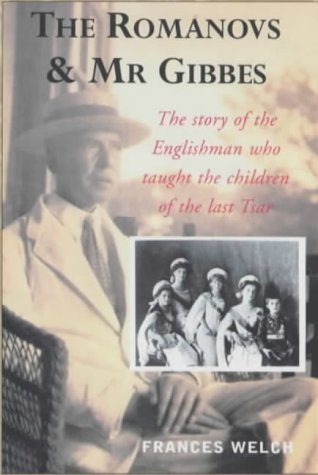 THE ROMANOVS
& MR GIBBES
The story of the
Englishman who
taught the children
of the last Tsar
FRANCES WELCH